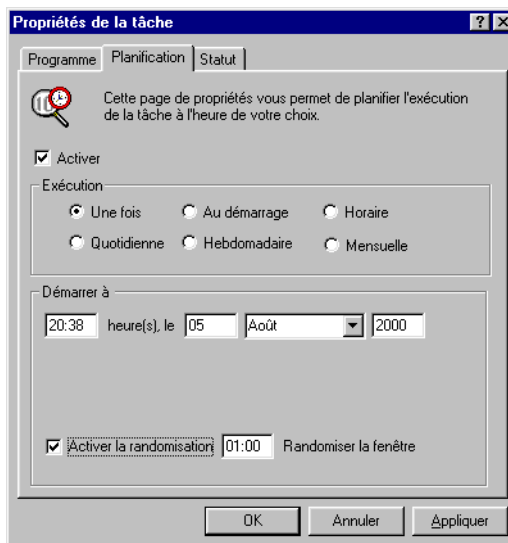 Propriétés de la tâche
Programme Planification Statut
Cette page de propriétés vous permet de planifier l'exécution
de la tâche à l'heure de votre choix.
Activer
Exécution
Une fois Au démarrage Horaire
Quotidienne Hebdomadaire Mensuelle
Démarrer à
20:38 heure(s), le 05 Août 2000
Activer la randomisation 01:00 Randomiser la fenêtre
OK Annuler Appliquer